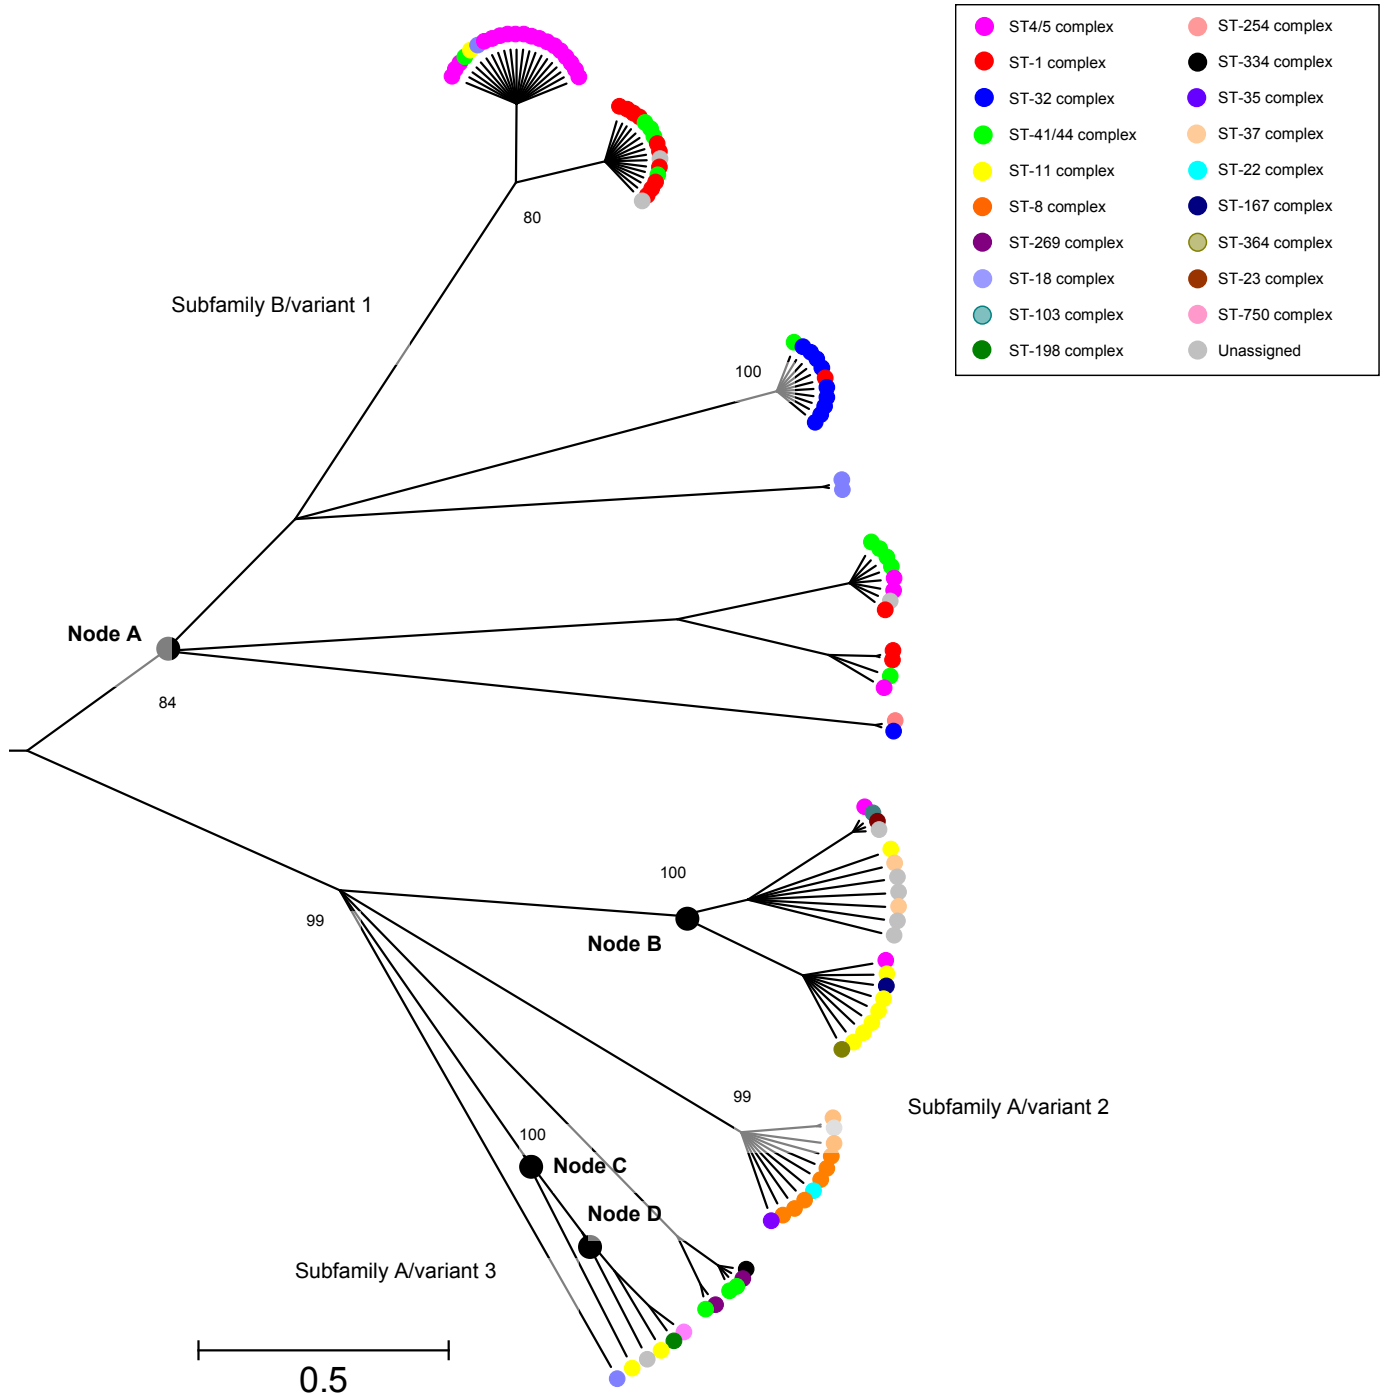 ST4/5 complex
ST-1 complex
ST-32 complex
ST-41/44 complex
ST-11 complex
ST-8 complex
ST-269 complex
ST-18 complex
ST-103 complex
ST-198 complex
ST-254 complex
ST-334 complex
ST-35 complex
ST-37 complex
ST-22 complex
ST-167 complex
ST-364 complex
ST-23 complex
ST-750 complex
Unassigned
80
Subfamily B/variant 1
100
Node A
84
100
99
Node B
99
Subfamily A/variant 2
100
Node C
Node D
Subfamily A/variant 3
0.5